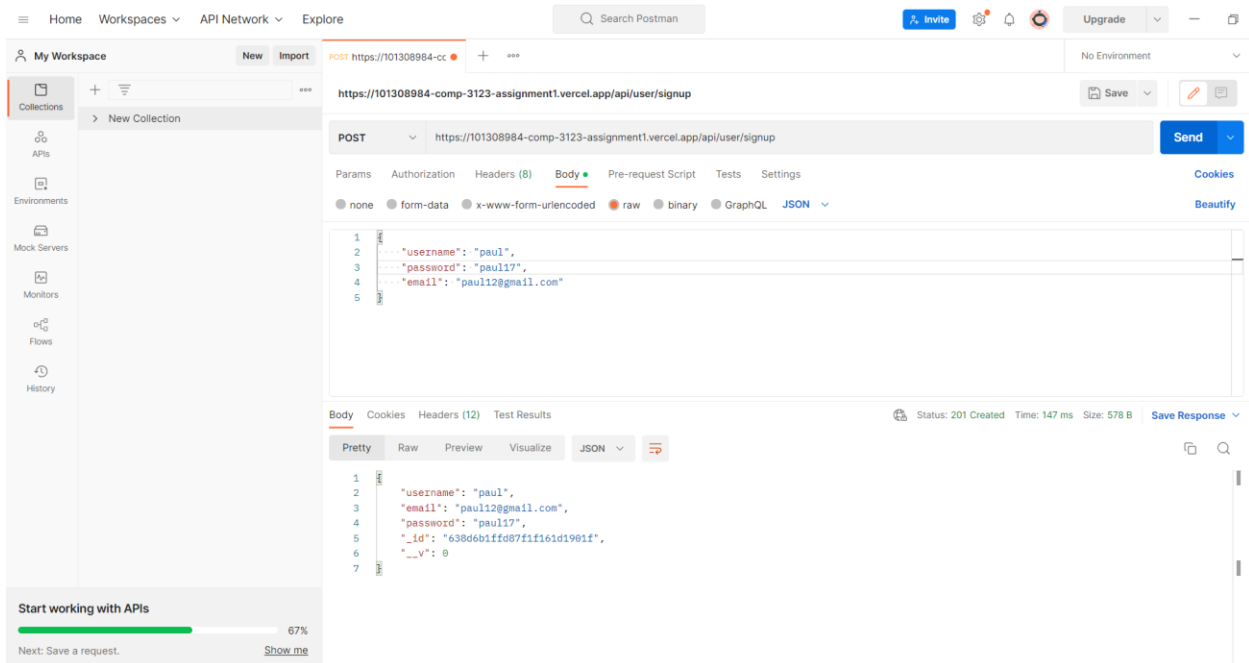 Home Workspaces API Network Explore Search Postman Invite Upgrade
My Workspace New Import POST https://101308984-cc No Environment
Collections
New Collection
APIs
Environments
Mock Servers
Monitors
Flows
History
https://101308984-comp-3123-assignment1.vercel.app/api/user/signup Save
POST https://101308984-comp-3123-assignment1.vercel.app/api/user/signup Send
Params Authorization Headers (8) Body Pre-request Script Tests Settings Cookies
none form-data x-www-form-urlencoded raw binary GraphQL JSON Beautify
1 {
2 "username": "paul",
3 "password": "paul17",
4 "email": "paul12@gmail.com"
5 }
Body Cookies Headers (12) Test Results Status: 201 Created Time: 147 ms Size: 578 B Save Response
Pretty Raw Preview Visualize JSON
1 {
2 "username": "paul",
3 "email": "paul12@gmail.com",
4 "password": "paul17",
5 "_id": "638d6b1ffd87f1f161d1901f",
6 "__v": 0
7 }
Start working with APIs
67%
Next: Save a request. Show me